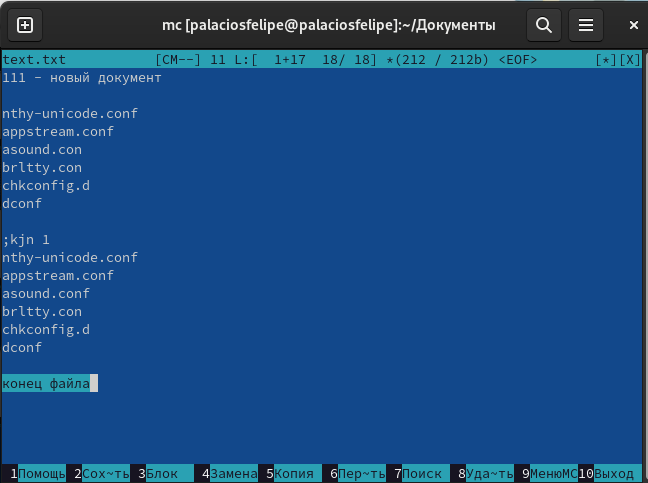 mc [palaciosfelipe@palaciosfelipe]:~/Документы
text.txt [CM--] 11 L:[ 1+17 18/ 18] *(212 / 212b) <EOF> [*][X]
111 - новый документ
nthy-unicode.conf
appstream.conf
asound.con
brltty.con
chkconfig.d
dconf
;kjn 1
nthy-unicode.conf
appstream.conf
asound.conf
brltty.con
chkconfig.d
dconf
конец файла
1Помощь 2Сох~ть 3Блок 4Замена 5Копия 6Пер~ть 7Поиск 8Уда~ть 9МенюMC 10Выход